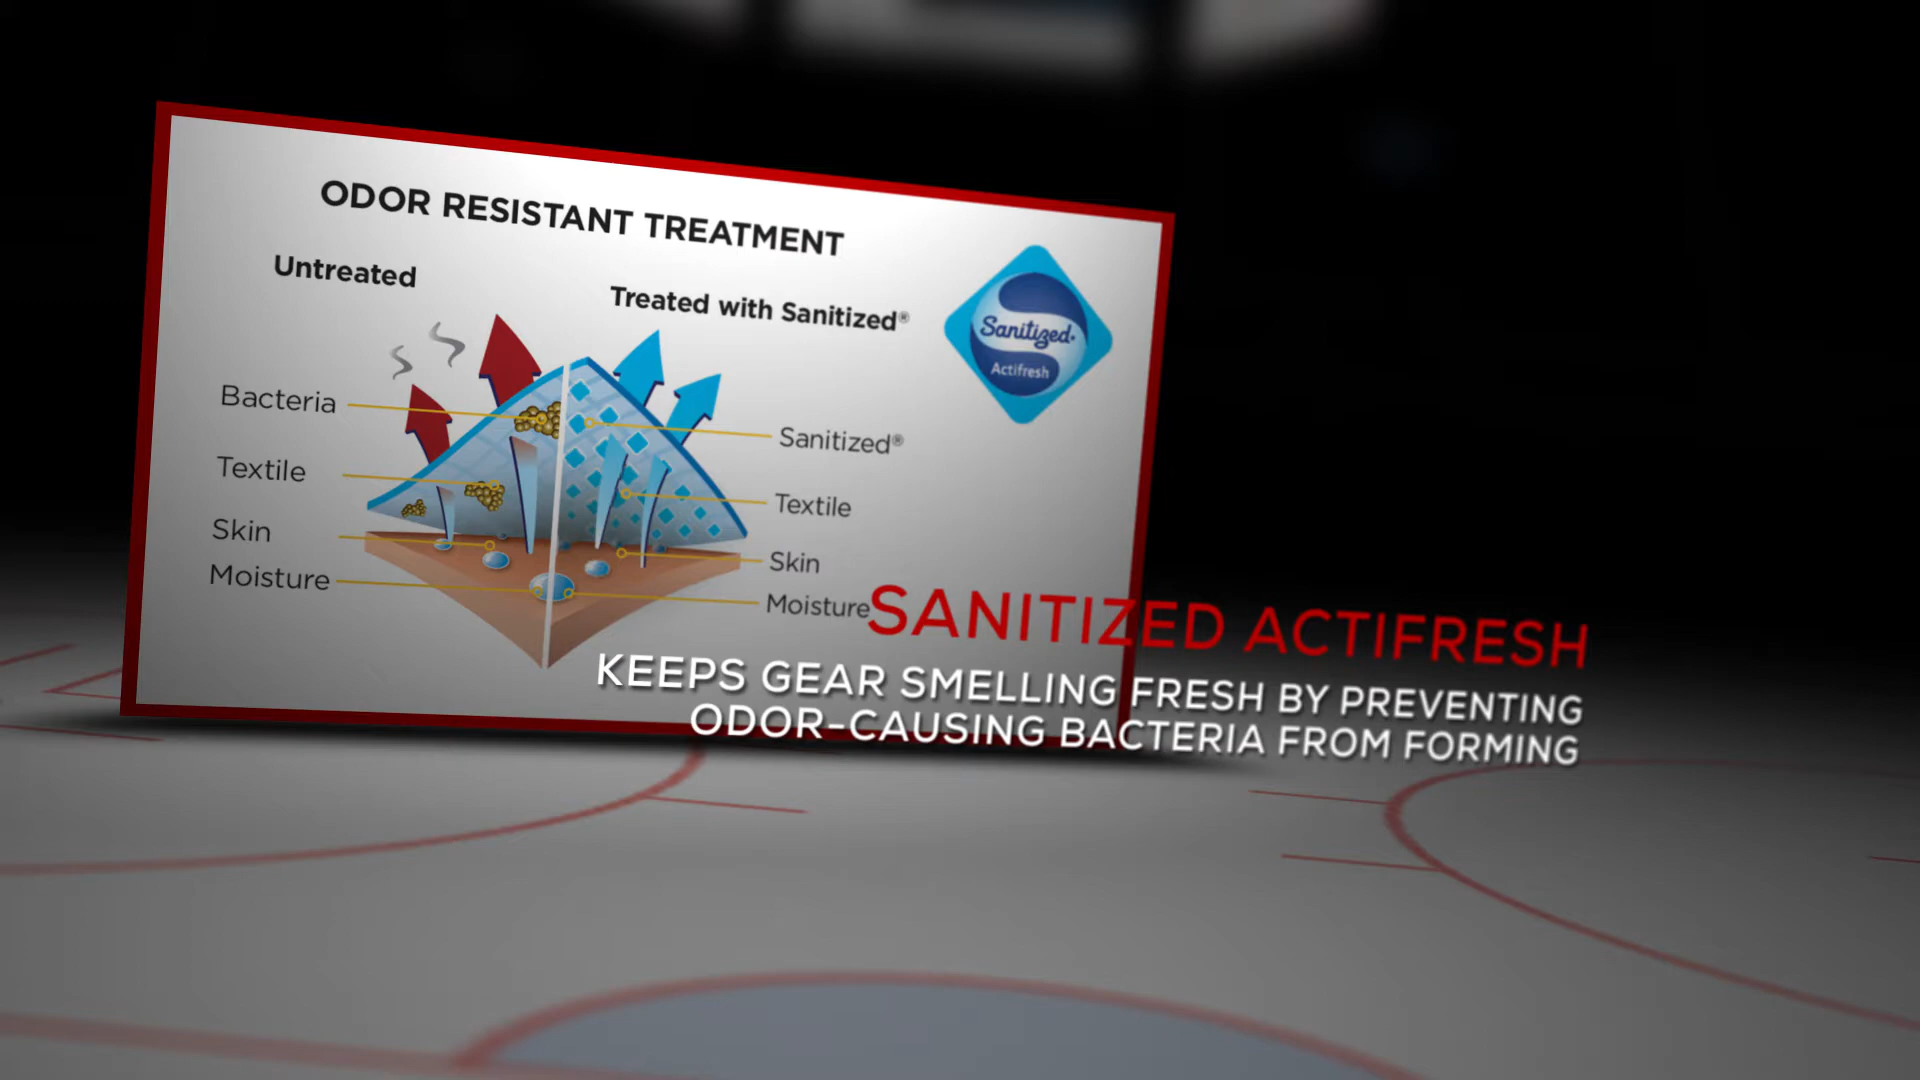 ODOR RESISTANT TREATMENT
Untreated
Treated with Sanitized®
Sanitized
Actifresh
Bacteria
Textile
Skin
Moisture
Sanitized®
Textile
Skin
Moisture
SANITIZED ACTIFRESH
KEEPS GEAR SMELLING FRESH BY PREVENTING
ODOR-CAUSING BACTERIA FROM FORMING